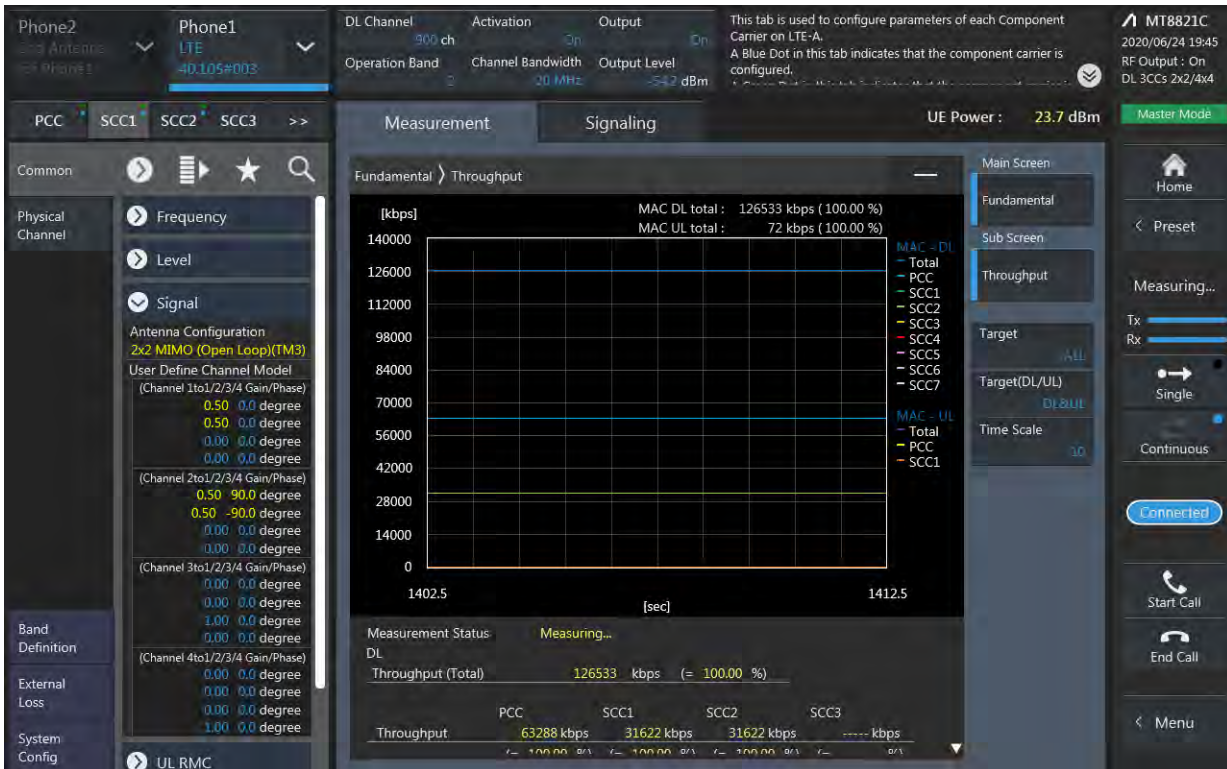 Phone2
Phone1
LTE
40.105#003
DL Channel
900 ch
Activation
On
Output
On
Operation Band
2
Channel Bandwidth
20 MHz
Output Level
dBm
This tab is used to configure parameters of each Component
Carrier on LTE-A.
A Blue Dot in this tab indicates that the component carrier is
configured.
MT8821C
2020/06/24 19:45
RF Output : On
DL 3CCs 2x2/4x4
PCC SCC1 SCC2 SCC3 >>
Measurement
Signaling
UE Power : 23.7 dBm
Master Mode
Common
Physical
Channel
Band
Definition
External
Loss
System
Config
Frequency
Level
Signal
Antenna Configuration
2x2 MIMO (Open Loop)(TM3)
User Define Channel Model
(Channel 1to1/2/3/4 Gain/Phase)
0.50 0.0 degree
0.50 0.0 degree
0.00 0.0 degree
0.00 0.0 degree
(Channel 2to1/2/3/4 Gain/Phase)
0.50 90.0 degree
0.50 -90.0 degree
0.00 0.0 degree
0.00 0.0 degree
(Channel 3to1/2/3/4 Gain/Phase)
0.00 0.0 degree
0.00 0.0 degree
1.00 0.0 degree
0.00 0.0 degree
(Channel 4to1/2/3/4 Gain/Phase)
0.00 0.0 degree
0.00 0.0 degree
0.00 0.0 degree
1.00 0.0 degree
UL RMC
Fundamental ⟩ Throughput
[kbps]
MAC DL total : 126533 kbps ( 100.00 %)
MAC UL total : 72 kbps ( 100.00 %)
140000
126000
112000
98000
84000
70000
56000
42000
28000
14000
0
1402.5
1412.5
[sec]
MAC - DL
Total
PCC
SCC1
SCC2
SCC3
SCC4
SCC5
SCC6
SCC7
MAC - UL
Total
PCC
SCC1
Measurement Status Measuring...
DL
Throughput (Total) 126533 kbps (= 100.00 %)
PCC SCC1 SCC2 SCC3
Throughput 63288 kbps 31622 kbps 31622 kbps ----- kbps
(= 100.00 %) (= 100.00 %) (= 100.00 %) (= %)
Main Screen
Fundamental
Sub Screen
Throughput
Target
ALL
Target(DL/UL)
DL&UL
Time Scale
10
Home
< Preset
Measuring...
Tx
Rx
Single
Continuous
Connected
Start Call
End Call
< Menu